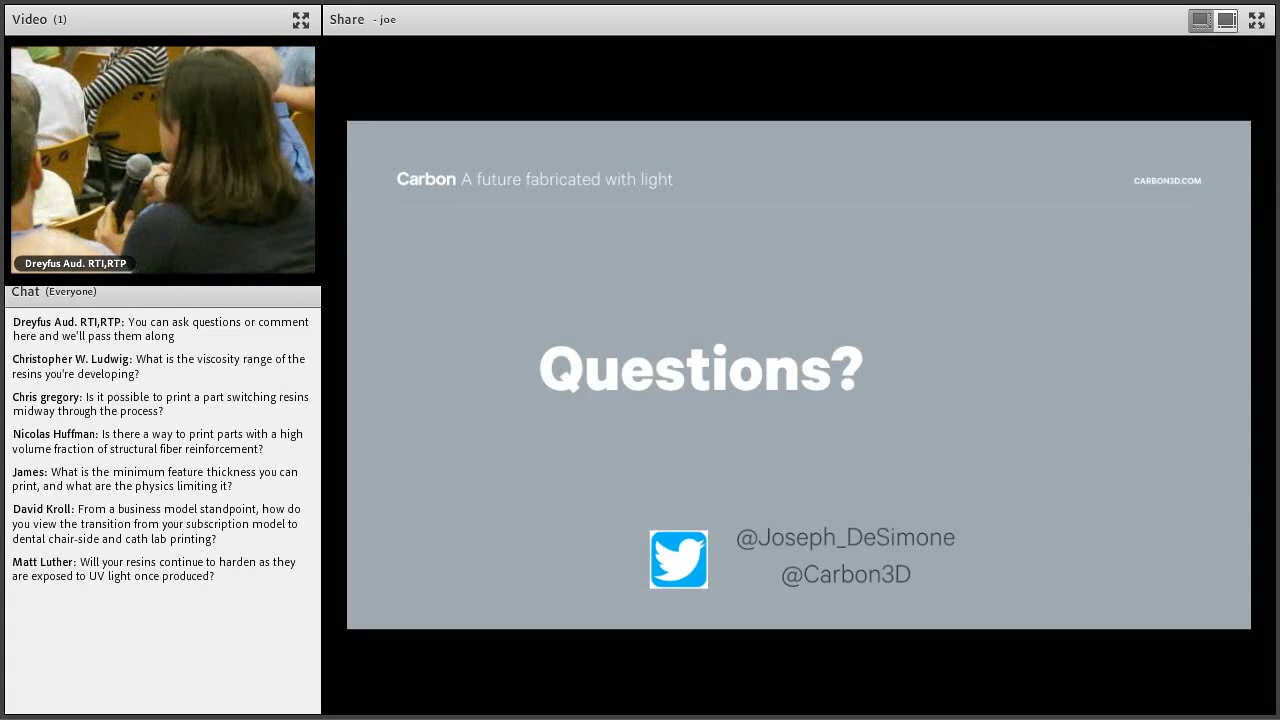 Video (1)
Share - joe
Dreyfus Aud. RTI,RTP
Chat (Everyone)
Dreyfus Aud. RTI,RTP: You can ask questions or comment
here and we'll pass them along
Christopher W. Ludwig: What is the viscosity range of the
resins you're developing?
Chris gregory: Is it possible to print a part switching resins
midway through the process?
Nicolas Huffman: Is there a way to print parts with a high
volume fraction of structural fiber reinforcement?
James: What is the minimum feature thickness you can
print, and what are the physics limiting it?
David Kroll: From a business model standpoint, how do
you view the transition from your subscription model to
dental chair-side and cath lab printing?
Matt Luther: Will your resins continue to harden as they
are exposed to UV light once produced?
Carbon A future fabricated with light
CARBON3D.COM
Questions?
@Joseph_DeSimone
@Carbon3D